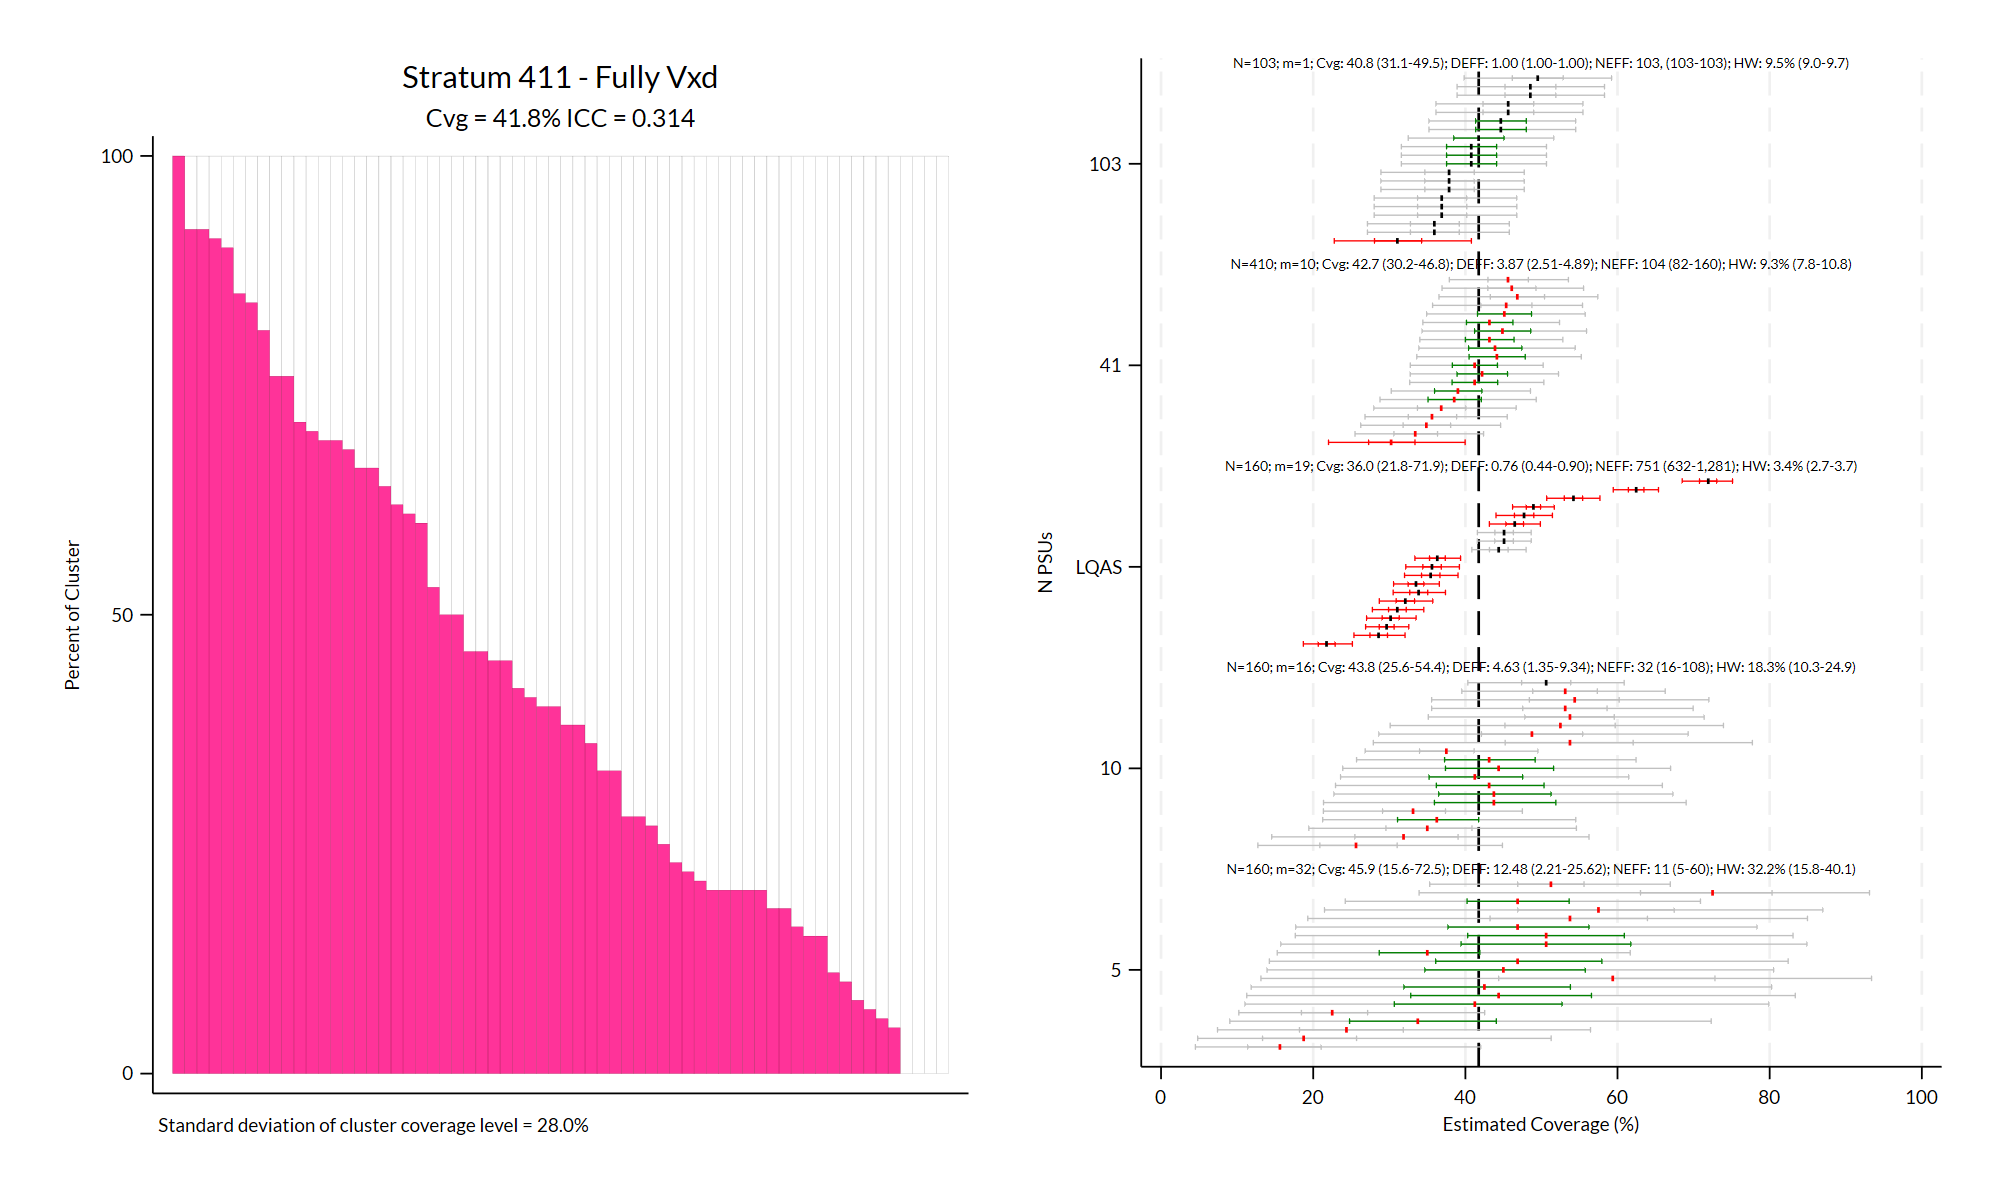 Stratum 411 - Fully Vxd
Cvg = 41.8% ICC = 0.314
100
50
0
Percent of Cluster
Standard deviation of cluster coverage level = 28.0%
N=103; m=1; Cvg: 40.8 (31.1-49.5); DEFF: 1.00 (1.00-1.00); NEFF: 103, (103-103); HW: 9.5% (9.0-9.7)
103
N=410; m=10; Cvg: 42.7 (30.2-46.8); DEFF: 3.87 (2.51-4.89); NEFF: 104 (82-160); HW: 9.3% (7.8-10.8)
41
N=160; m=19; Cvg: 36.0 (21.8-71.9); DEFF: 0.76 (0.44-0.90); NEFF: 751 (632-1,281); HW: 3.4% (2.7-3.7)
LQAS
N PSUs
N=160; m=16; Cvg: 43.8 (25.6-54.4); DEFF: 4.63 (1.35-9.34); NEFF: 32 (16-108); HW: 18.3% (10.3-24.9)
10
N=160; m=32; Cvg: 45.9 (15.6-72.5); DEFF: 12.48 (2.21-25.62); NEFF: 11 (5-60); HW: 32.2% (15.8-40.1)
5
0 20 40 60 80 100
Estimated Coverage (%)